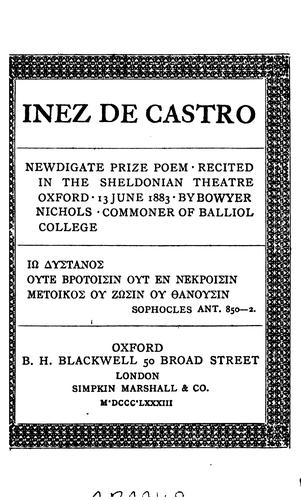 INEZ DE CASTRO
NEWDIGATE PRIZE POEM · RECITED
IN THE SHELDONIAN THEATRE
OXFORD · 13 JUNE 1883 · BY BOWYER
NICHOLS · COMMONER OF BALLIOL
COLLEGE
ΙΩ ΔΥΣΤΑΝΟΣ
ΟΥΤΕ ΒΡΟΤΟΙΣΙΝ ΟΥΤ ΕΝ ΝΕΚΡΟΙΣΙΝ
ΜΕΤΟΙΚΟΣ ΟΥ ΖΩΣΙΝ ΟΥ ΘΑΝΟΥΣΙΝ
SOPHOCLES ANT. 850—2.
OXFORD
B. H. BLACKWELL 50 BROAD STREET
LONDON
SIMPKIN MARSHALL & CO.
M·DCCC·LXXXIII